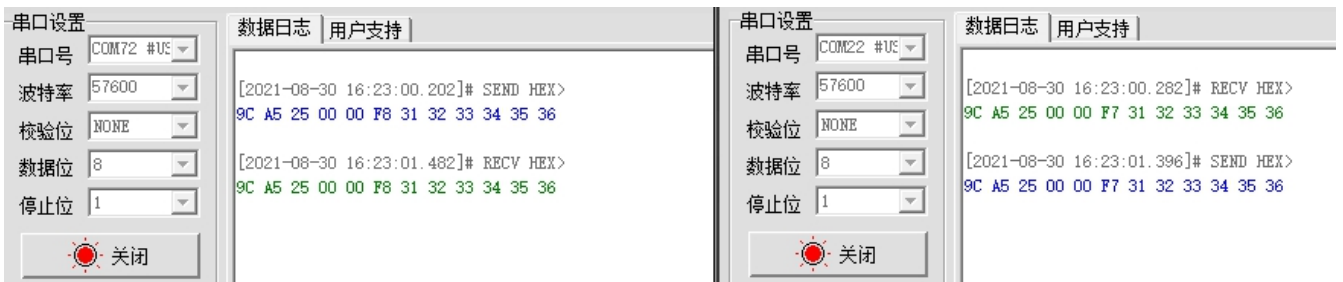 串口设置
串口号 COM72 #US
波特率 57600
校验位 NONE
数据位 8
停止位 1
关闭
数据日志 用户支持
[2021-08-30 16:23:00.202]# SEND HEX>
9C A5 25 00 00 F8 31 32 33 34 35 36
[2021-08-30 16:23:01.482]# RECV HEX>
9C A5 25 00 00 F8 31 32 33 34 35 36
串口设置
串口号 COM22 #US
波特率 57600
校验位 NONE
数据位 8
停止位 1
关闭
数据日志 用户支持
[2021-08-30 16:23:00.282]# RECV HEX>
9C A5 25 00 00 F7 31 32 33 34 35 36
[2021-08-30 16:23:01.396]# SEND HEX>
9C A5 25 00 00 F7 31 32 33 34 35 36